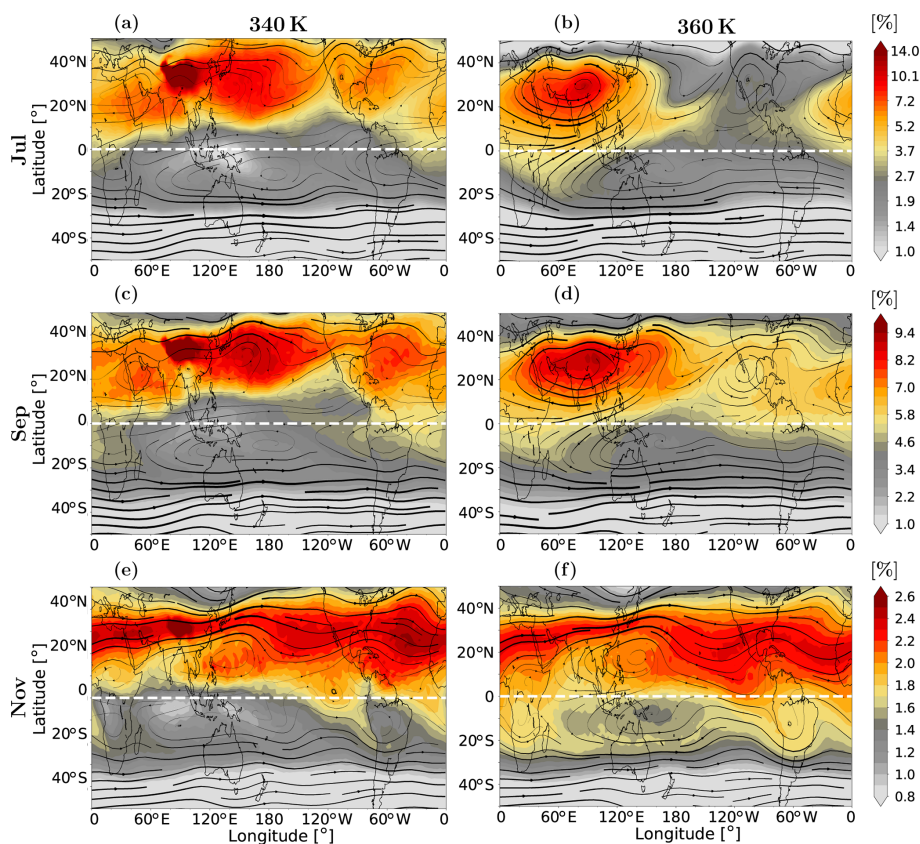 340 K 360 K
(a) (b) [%]
40°N 20°N 0 20°S 40°S
Jul
Latitude [°]
0 60°E 120°E 180 120°W 60°W 0
40°N 20°N 0 20°S 40°S
0 60°E 120°E 180 120°W 60°W 0
14.0 10.1 7.2 5.2 3.7 2.7 1.9 1.4 1.0
(c) (d) [%]
40°N 20°N 0 20°S 40°S
Sep
Latitude [°]
0 60°E 120°E 180 120°W 60°W 0
20°N 0 20°S 40°S
0 60°E 120°E 180 120°W 60°W 0
9.4 8.2 7.0 5.8 4.6 3.4 2.2 1.0
(e) (f) [%]
40°N 20°N 0 20°S 40°S
Nov
Latitude [°]
0 60°E 120°E 180 120°W 60°W 0
Longitude [°]
40°N 20°N 0 20°S 40°S
0 60°E 120°E 180 120°W 60°W 0
Longitude [°]
2.6 2.4 2.2 2.0 1.8 1.6 1.4 1.2 1.0 0.8